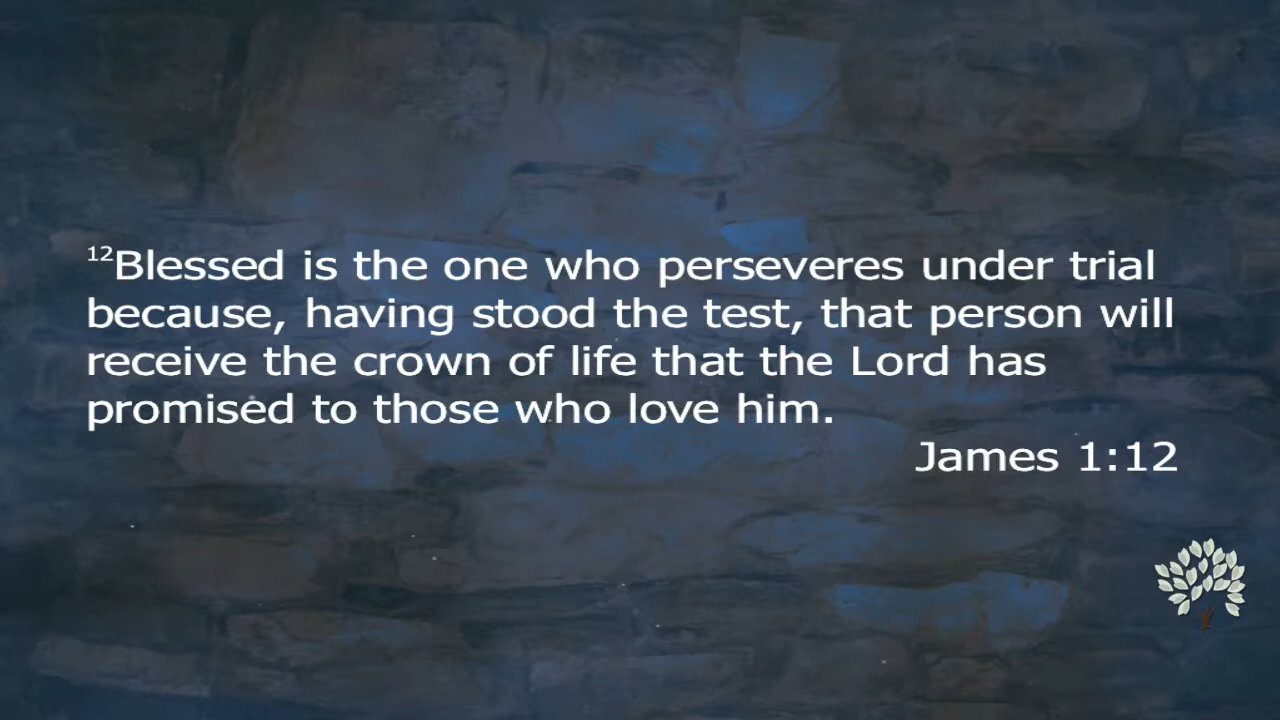 12Blessed is the one who perseveres under trial
because, having stood the test, that person will
receive the crown of life that the Lord has
promised to those who love him.
James 1:12